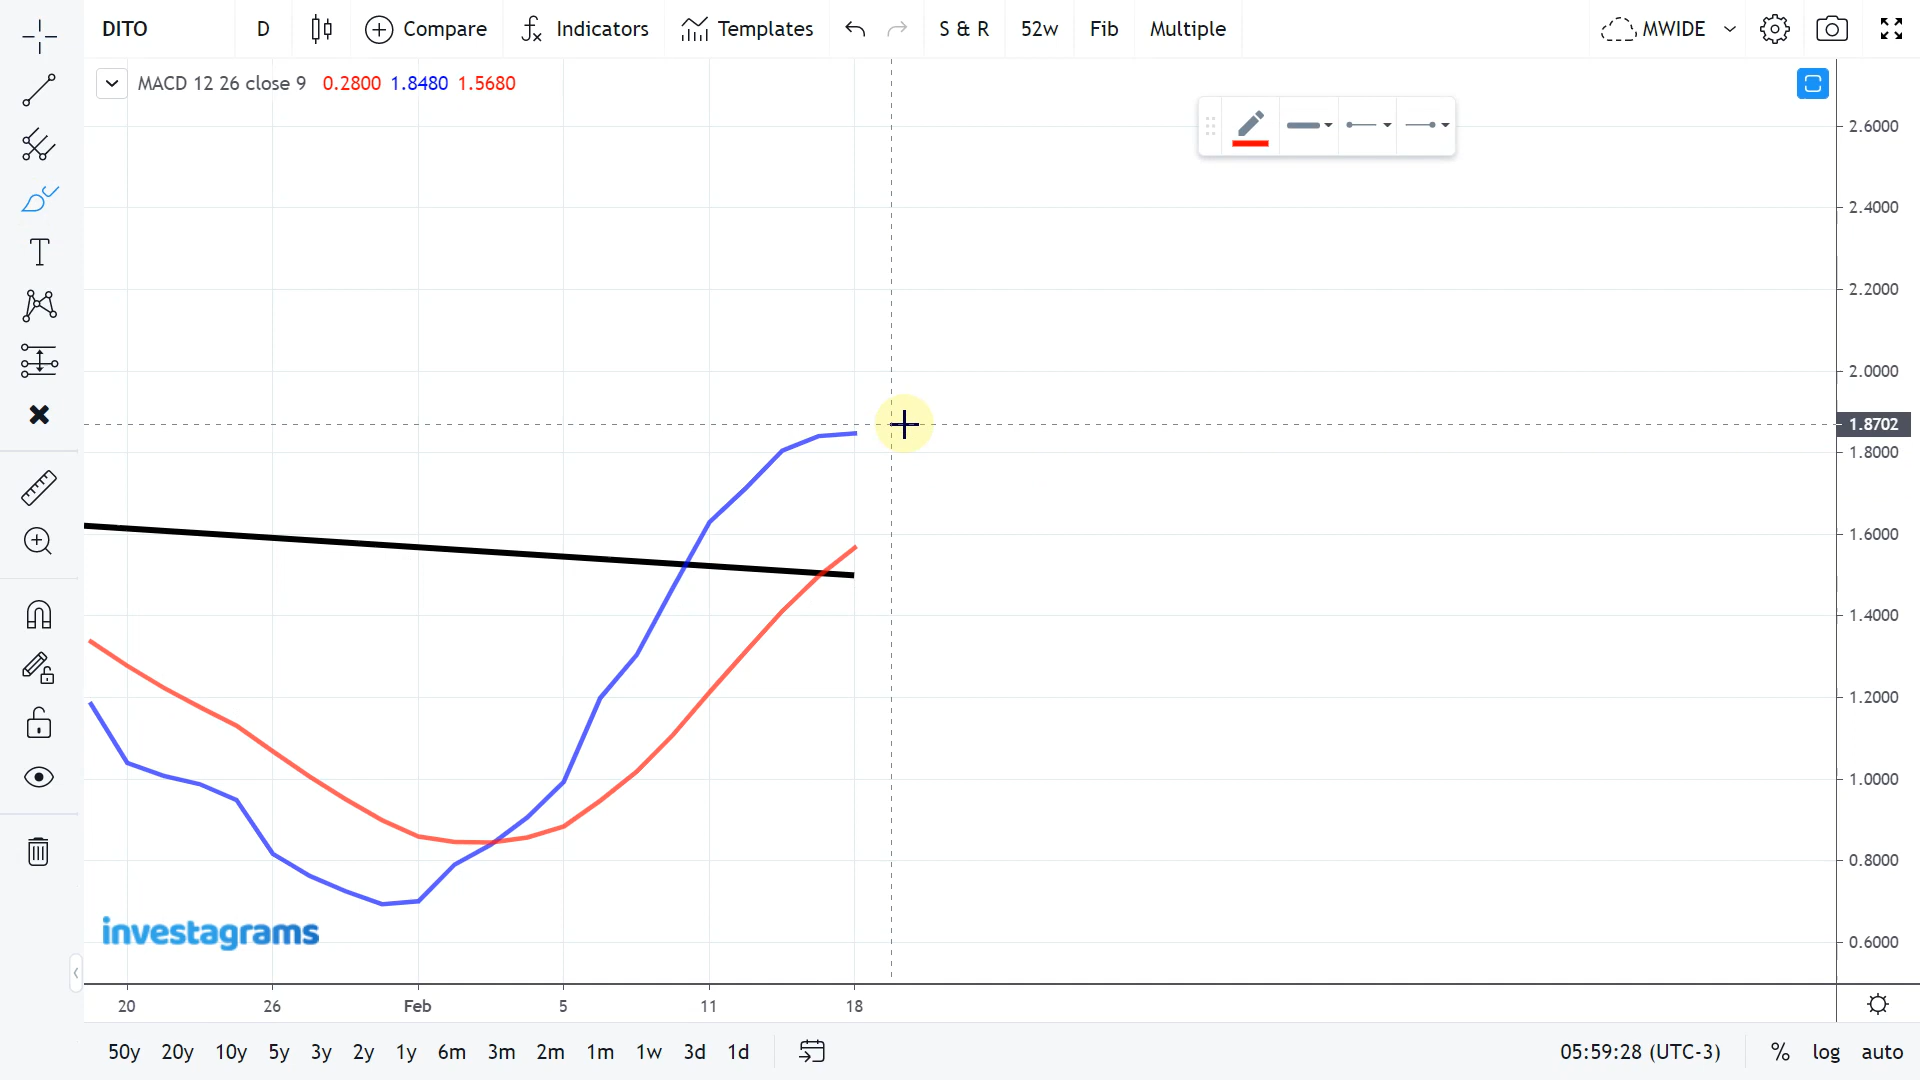 DITO D Compare Indicators Templates S & R 52w Fib Multiple MWIDE
MACD 12 26 close 9 0.2800 1.8480 1.5680
2.6000
2.4000
2.2000
2.0000
1.8702
1.8000
1.6000
1.4000
1.2000
1.0000
0.8000
0.6000
investagrams
20 26 Feb 5 11 18
50y 20y 10y 5y 3y 2y 1y 6m 3m 2m 1m 1w 3d 1d 05:59:28 (UTC-3) % log auto